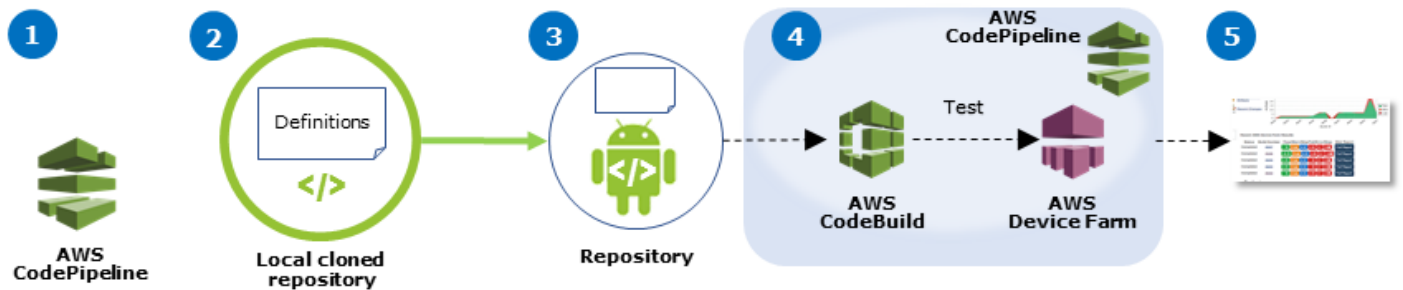 1
2
3
4
5
AWS
CodePipeline
Definitions
</>
Local cloned
repository
</>
Repository
AWS
CodePipeline
Test
AWS
CodeBuild
AWS
Device Farm